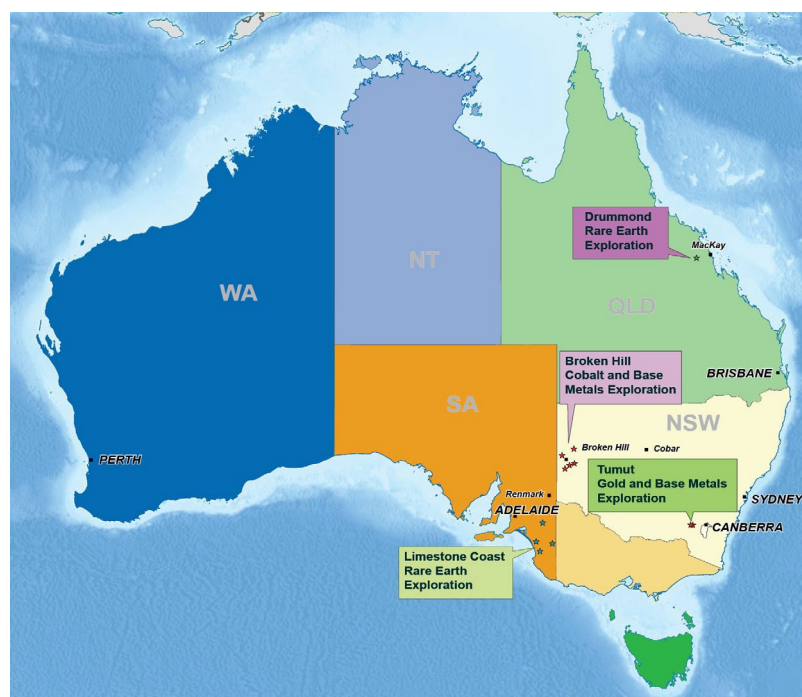 Drummond
Rare Earth
Exploration
MacKay
NT
WA
QLD
Broken Hill
Cobalt and Base
Metals Exploration
BRISBANE
SA
NSW
Broken Hill
Cobar
PERTH
Tumut
Gold and Base Metals
Exploration
Renmark
SYDNEY
ADELAIDE
CANBERRA
Limestone Coast
Rare Earth
Exploration